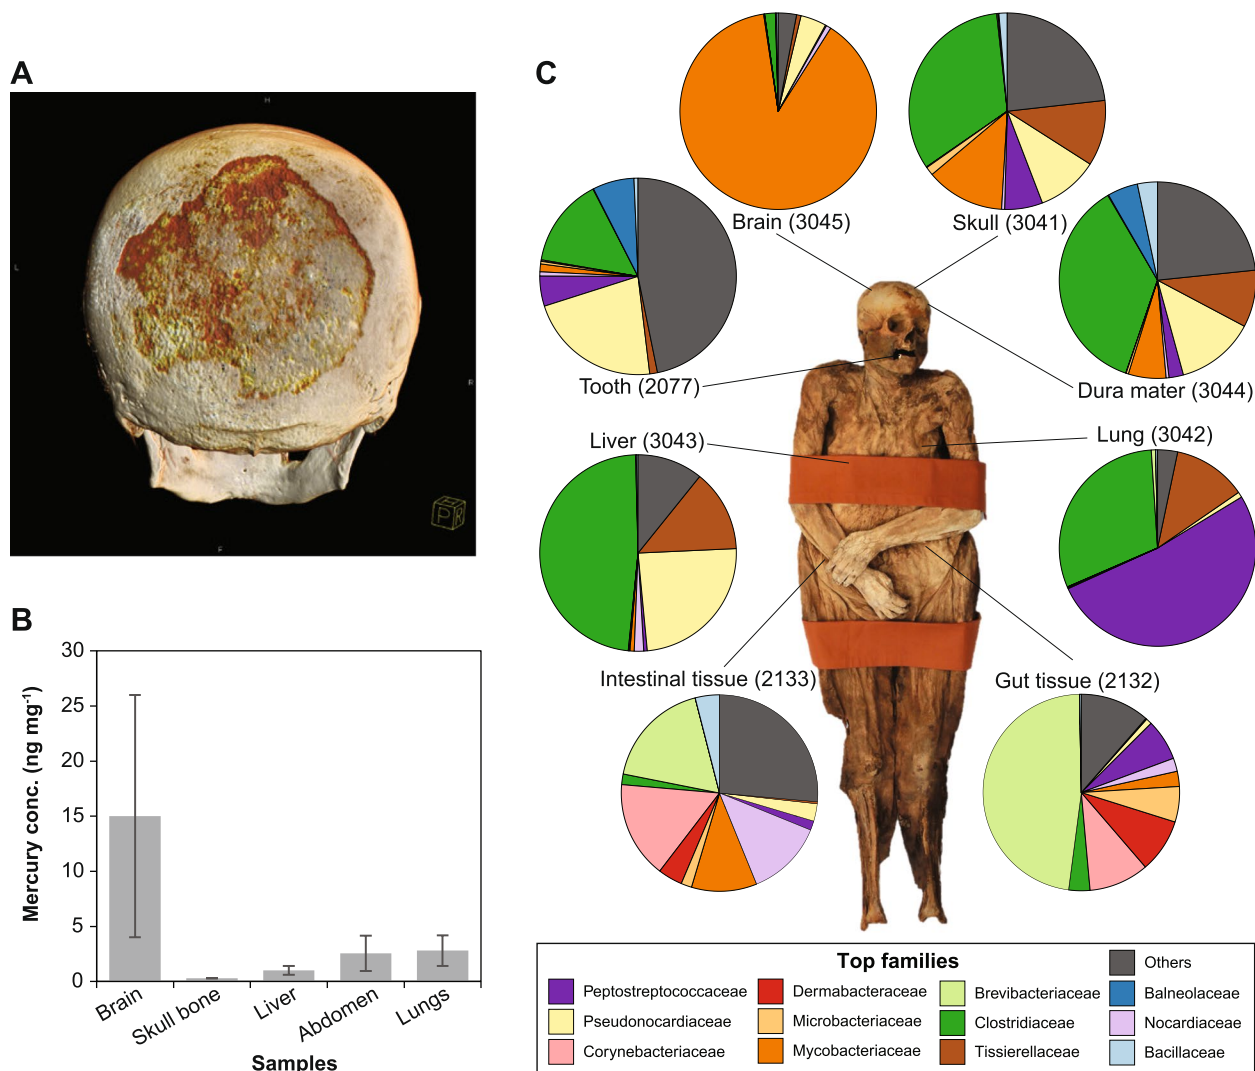 A
H
L
R
F
P
R
B
30
25
20
15
10
5
0
Mercury conc. (ng mg⁻¹)
Brain
Skull bone
Liver
Abdomen
Lungs
Samples
C
Brain (3045)
Skull (3041)
Tooth (2077)
Dura mater (3044)
Liver (3043)
Lung (3042)
Intestinal tissue (2133)
Gut tissue (2132)
Top families
Others
Peptostreptococcaceae
Dermabacteraceae
Brevibacteriaceae
Balneolaceae
Pseudonocardiaceae
Microbacteriaceae
Clostridiaceae
Nocardiaceae
Corynebacteriaceae
Mycobacteriaceae
Tissierellaceae
Bacillaceae